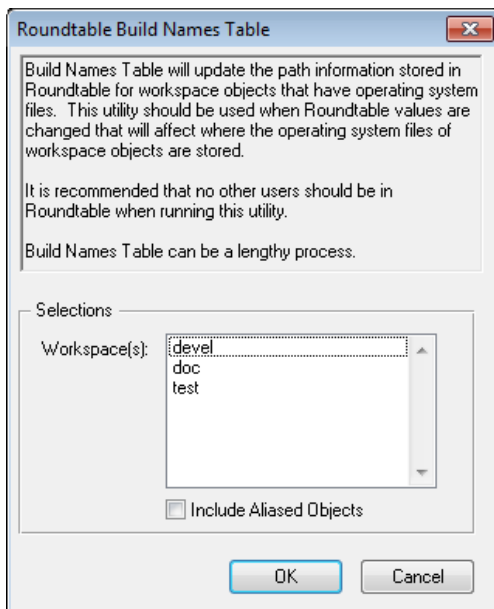 Roundtable Build Names Table
Build Names Table will update the path information stored in
Roundtable for workspace objects that have operating system
files.  This utility should be used when Roundtable values are
changed that will affect where the operating system files of
workspace objects are stored.
It is recommended that no other users should be in
Roundtable when running this utility.
Build Names Table can be a lengthy process.
Selections
Workspace(s):
devel
doc
test
Include Aliased Objects
OK
Cancel